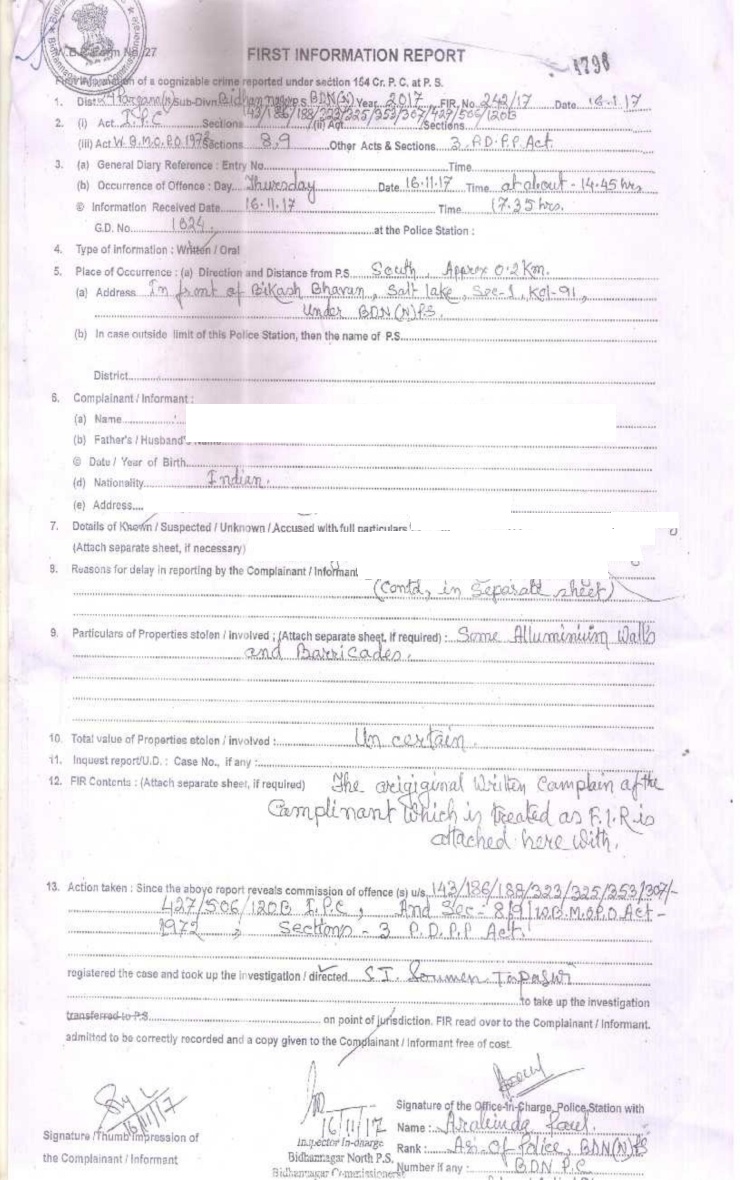 W.B.P. Form No. 27
FIRST INFORMATION REPORT
1798
First Information of a cognizable crime reported under section 154 Cr. P. C. at P. S.
1. Dist. 24 Pargana(N) Sub-Divn. Bidhannagar P.S. BDN(N) Year 2017 FIR. No. 242/17 Date 16.1.17
143/186/188/323/325/353/307/427/506/120B
2. (i) Act I.P.C Sections (ii) Act Sections
(iii) Act W.B.M.O.P.O.1972 Sections 8,9 Other Acts & Sections 3 P.D.P.P Act
3. (a) General Diary Reference : Entry No. Time
(b) Occurrence of Offence : Day Thursday Date 16.11.17 Time at about - 14.45 hrs
© Information Received Date 16.11.17 Time 17.35 hrs.
G.D. No. 1024 at the Police Station :
4. Type of Information : Written / Oral
5. Place of Occurrence : (a) Direction and Distance from P.S. South, Approx 0.2 Km.
(a) Address In front of Bikash Bhavan, Salt lake, Sec-1, Kol-91,
Under BDN(N)P.S.
(b) In case outside limit of this Police Station, then the name of P.S.
District
6. Complainant / Informant :
(a) Name
(b) Father's / Husband's
© Date / Year of Birth
(d) Nationality Indian.
(e) Address
7. Details of Known / Suspected / Unknown / Accused with full particulars
(Attach separate sheet, if necessary)
8. Reasons for delay in reporting by the Complainant / Informant
(Contd, in Separate sheet)
9. Particulars of Properties stolen / involved ; (Attach separate sheet, if required) : Some Alluminium Walls
and Barricades.
10. Total value of Properties stolen / involved : Un certain.
11. Inquest report/U.D. : Case No., if any :
12. FIR Contents : (Attach separate sheet, if required) The origiginal Written Complain of the
Complinant which is treated as F.I.R is
attached here with.
13. Action taken : Since the above report reveals commission of offence (s) u/s 143/186/188/323/325/353/307/-
427/506/120B I.P.C, And Sec- 8,9 W.B.M.O.P.O Act-
1972, Sections - 3 P.D.P.P Act.
registered the case and took up the investigation / directed S.I. Soumen Tapaswi
to take up the investigation
transferred to P.S. on point of jurisdiction. FIR read over to the Complainant / Informant.
admitted to be correctly recorded and a copy given to the Complainant / Informant free of cost.
16/11/17
Signature /Thumb Impression of
the Complainant / Informant
16/11/17
Inspector In-charge
Bidhannagar North P.S.
Bidhannagar Commissionerate
Signature of the Office-In-Charge, Police Station with
Name :
Rank : Asi. of Police, BDN(N)PS
Number if any : BDN P.C